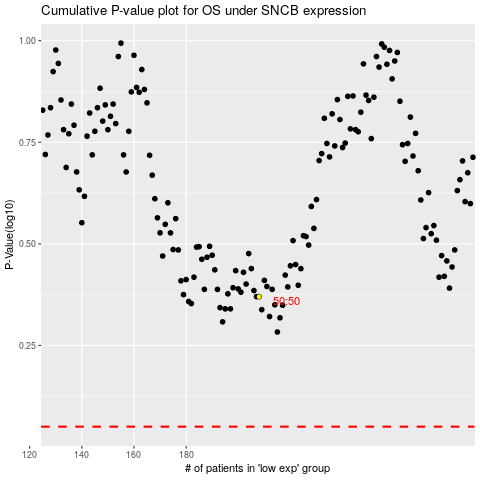 Cumulative P-value plot for OS under SNCB expression
1.00
0.75
0.50
0.25
P-Value(log10)
50:50
120 140 160 180
# of patients in 'low exp' group